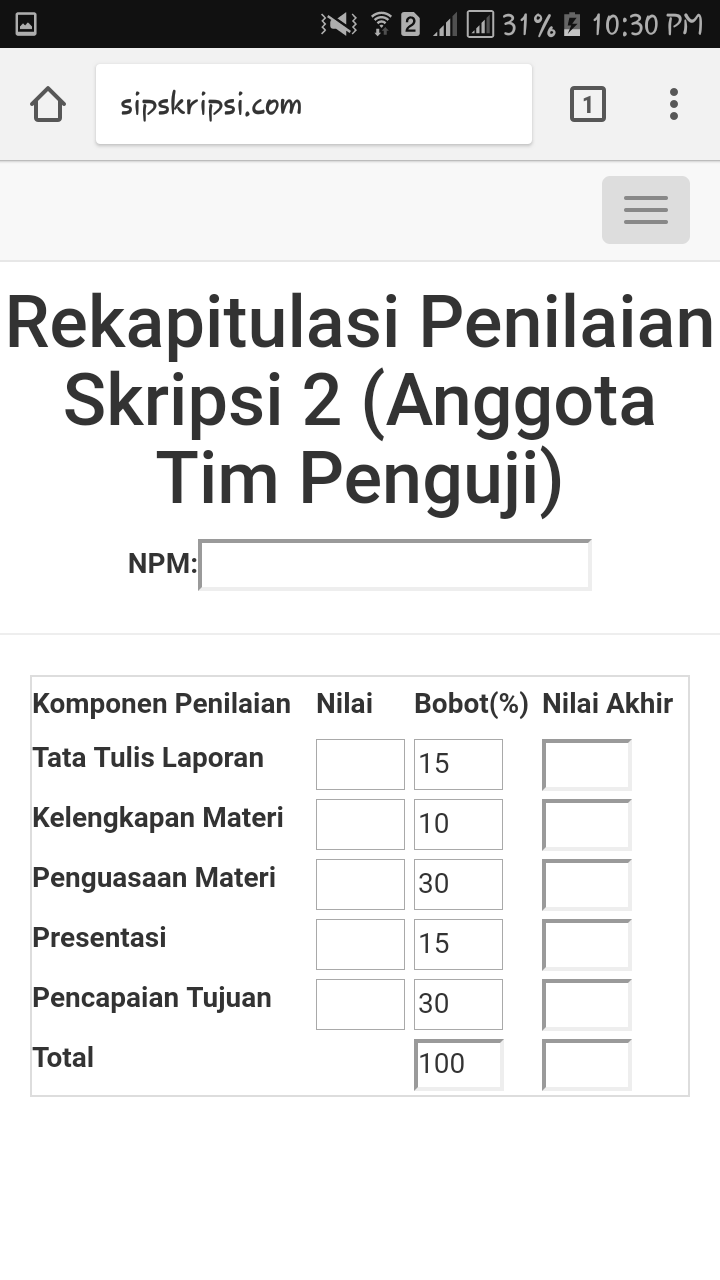 2 31% 10:30 PM
sipskripsi.com 1
Rekapitulasi Penilaian
Skripsi 2 (Anggota
Tim Penguji)
NPM:
Komponen Penilaian Nilai Bobot(%) Nilai Akhir
Tata Tulis Laporan 15
Kelengkapan Materi 10
Penguasaan Materi 30
Presentasi 15
Pencapaian Tujuan 30
Total 100